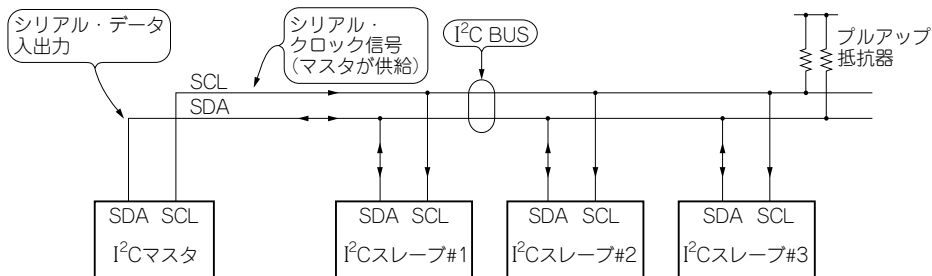 シリアル・データ
入出力
シリアル・
クロック信号
(マスタが供給)
I²C BUS
プルアップ
抵抗器
SCL
SDA
SDA SCL
I²Cマスタ
SDA SCL
I²Cスレーブ#1
SDA SCL
I²Cスレーブ#2
SDA SCL
I²Cスレーブ#3